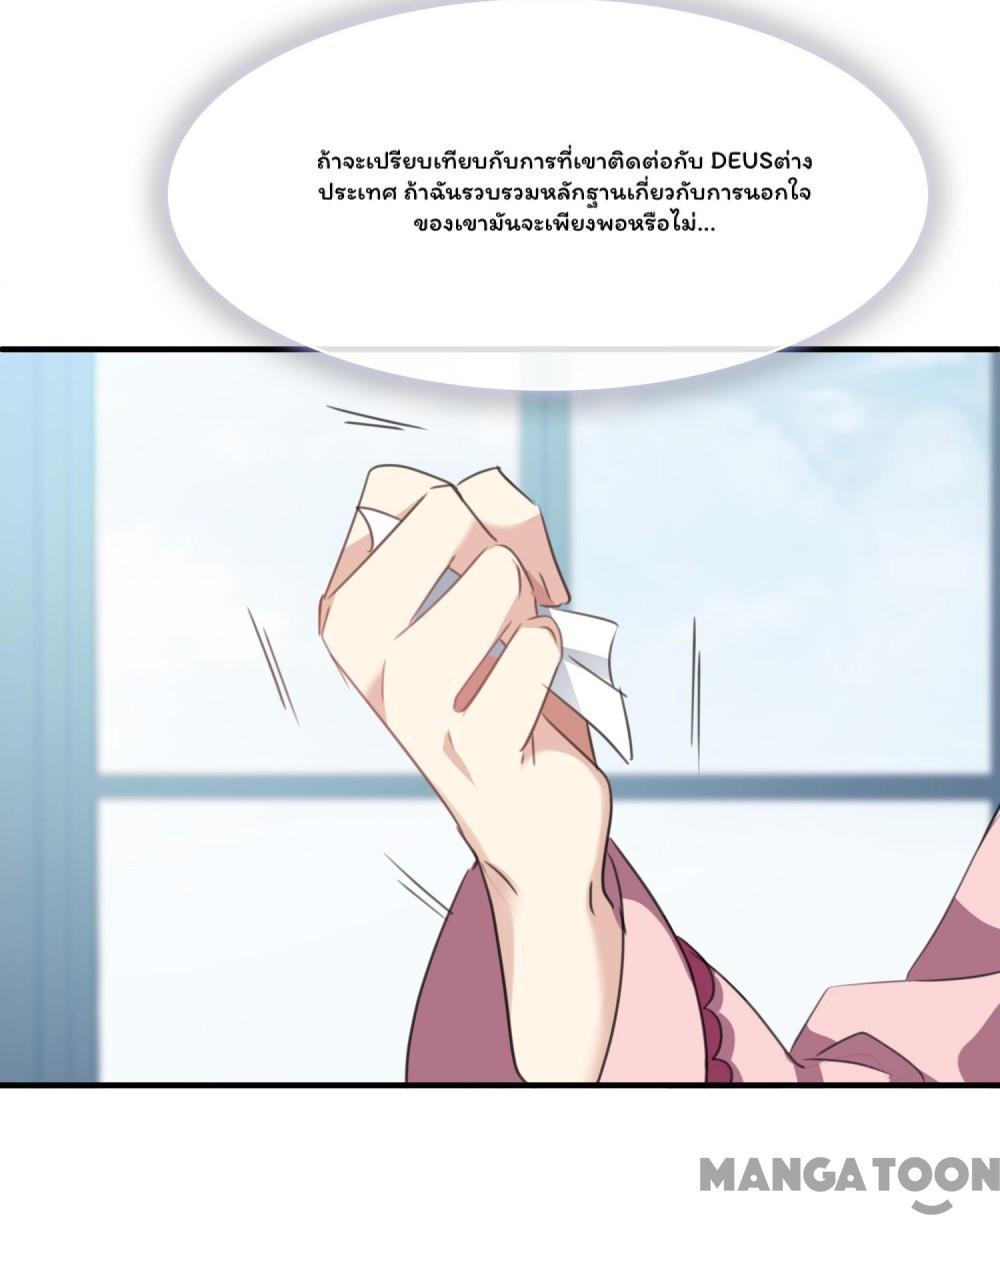 ถ้าจะเปรียบเทียบกับการที่เขาติดต่อกับ DEUSต่าง
ประเทศ ถ้าฉันรวบรวมหลักฐานเกี่ยวกับการนอกใจ
ของเขามันจะเพียงพอหรือไม่...
MANGATOON